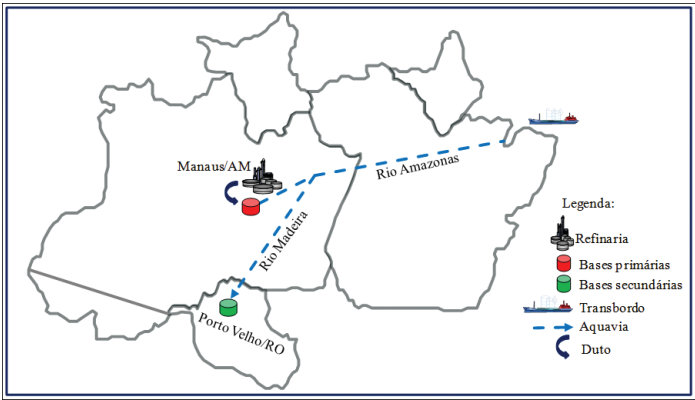 Manaus/AM
Rio Amazonas
Rio Madeira
Porto Velho/RO
Legenda:
Refinaria
Bases primárias
Bases secundárias
Transbordo
Aquavia
Duto